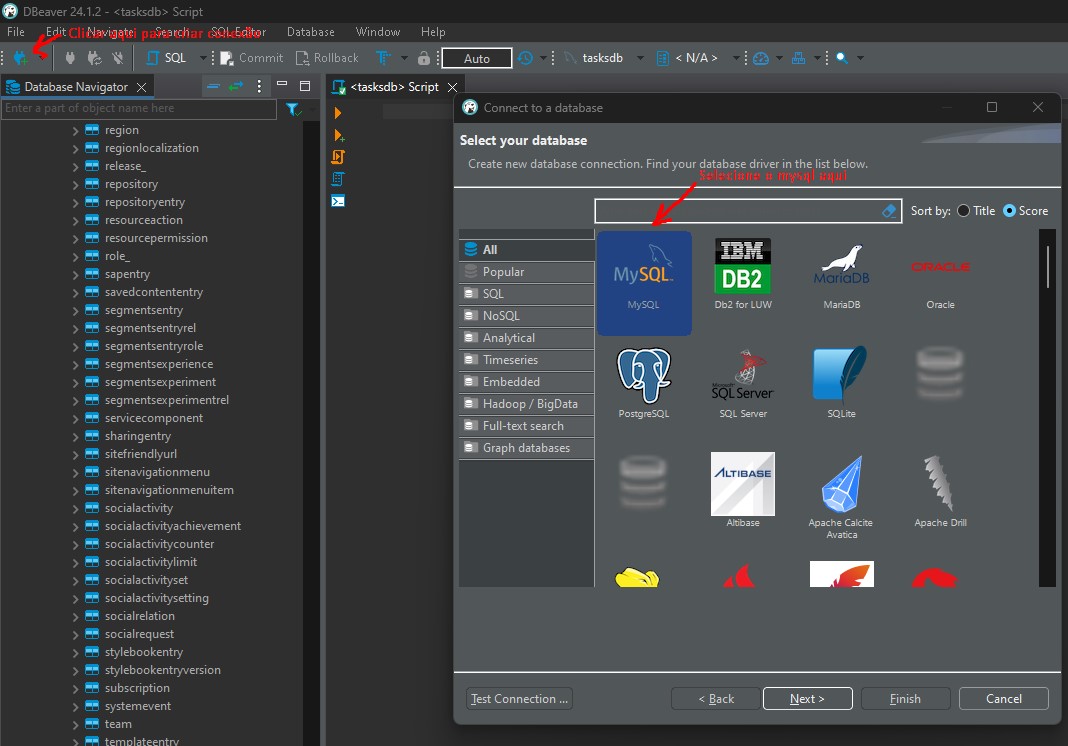 DBeaver 24.1.2 - <tasksdb> Script
File Edit Navigate Search SQL Editor Database Window Help
Clicar aqui para criar conexão
SQL Commit Rollback Auto tasksdb < N/A >
Database Navigator
<tasksdb> Script
Enter a part of object name here
region
regionlocalization
release_
repository
repositoryentry
resourceaction
resourcepermission
role_
sapentry
savedcontententry
segmentsentry
segmentsentryrel
segmentsentryrole
segmentsexperience
segmentsexperiment
segmentsexperimentrel
servicecomponent
sharingentry
sitefriendlyurl
sitenavigationmenu
sitenavigationmenuitem
socialactivity
socialactivityachievement
socialactivitycounter
socialactivitylimit
socialactivityset
socialactivitysetting
socialrelation
socialrequest
stylebookentry
stylebookentryversion
subscription
systemevent
team
templateentry
Connect to a database
Select your database
Create new database connection. Find your database driver in the list below.
Selecione o mysql aqui
Sort by: Title Score
All
Popular
SQL
NoSQL
Analytical
Timeseries
Embedded
Hadoop / BigData
Full-text search
Graph databases
MySQL
MySQL
IBM
DB2
Db2 for LUW
MariaDB
MariaDB
ORACLE
Oracle
PostgreSQL
Microsoft
SQL Server
SQL Server
SQLite
ALTIBASE
Altibase
Apache Calcite
Avatica
Apache Drill
Test Connection ...
< Back
Next >
Finish
Cancel